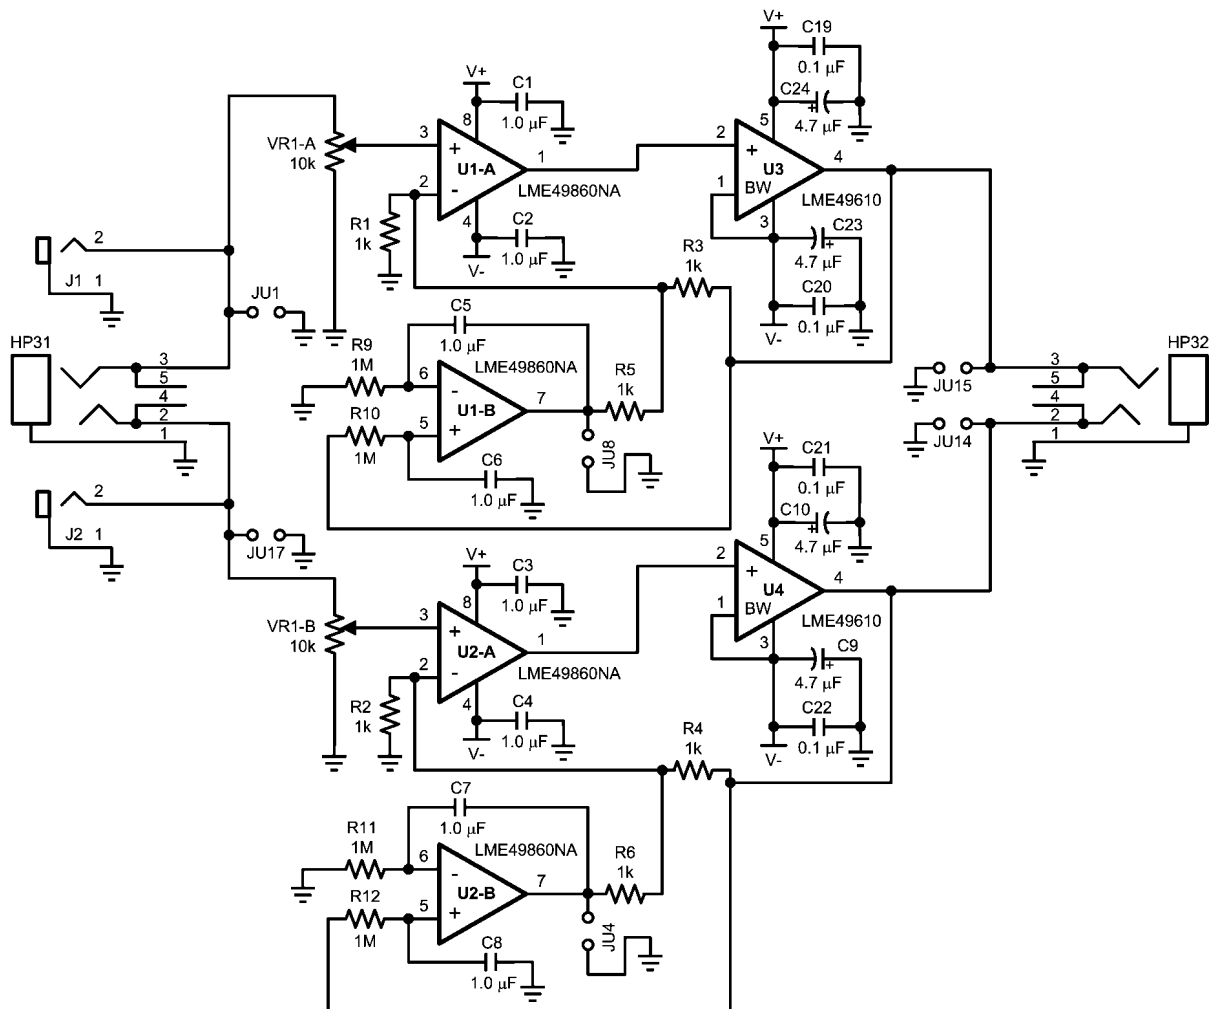 V+
C19
0.1 µF
C24
+
4.7 µF
V+
C1
1.0 µF
8
5
VR1-A
10k
3
+
U1-A
1
2
+
U3
4
LME49860NA
2
-
1
BW
LME49610
R1
1k
4
C2
1.0 µF
V-
3
C23
+
4.7 µF
C20
0.1 µF
V-
R3
1k
2
J1 1
JU1
HP31
3
5
4
2
1
C5
1.0 µF
LME49860NA
R9
1M
6
-
U1-B
7
R5
1k
R10
1M
5
+
C6
1.0 µF
JU8
HP32
3
5
4
2
1
JU15
JU14
V+
C21
0.1 µF
C10
+
4.7 µF
2
J2 1
JU17
V+
C3
1.0 µF
8
5
VR1-B
10k
3
+
U2-A
1
2
+
U4
4
LME49860NA
2
-
1
BW
LME49610
R2
1k
4
C4
1.0 µF
V-
3
C9
+
4.7 µF
C22
0.1 µF
V-
R4
1k
C7
1.0 µF
LME49860NA
R11
1M
6
-
U2-B
7
R6
1k
R12
1M
5
+
C8
1.0 µF
JU4